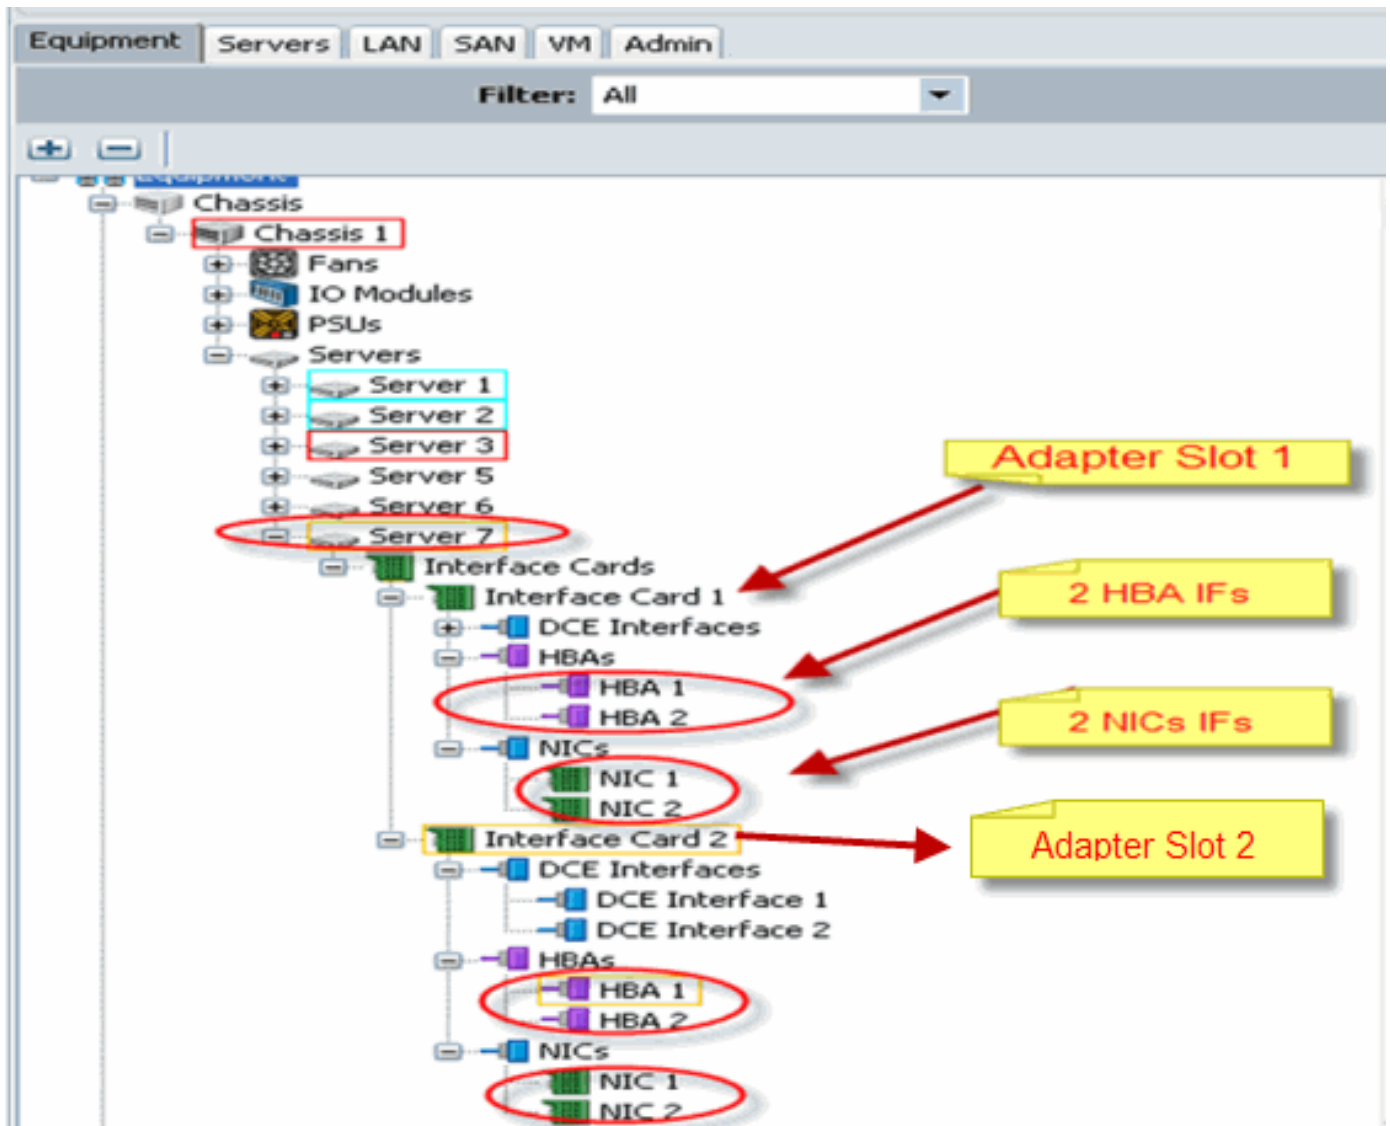 Equipment Servers LAN SAN VM Admin
Filter: All
Equipment
Chassis
Chassis 1
Fans
IO Modules
PSUs
Servers
Server 1
Server 2
Server 3
Adapter Slot 1
Server 5
Server 6
Server 7
Interface Cards
Interface Card 1
2 HBA IFs
DCE Interfaces
HBAs
HBA 1
HBA 2
2 NICs IFs
NICs
NIC 1
NIC 2
Interface Card 2
Adapter Slot 2
DCE Interfaces
DCE Interface 1
DCE Interface 2
HBAs
HBA 1
HBA 2
NICs
NIC 1
NIC 2